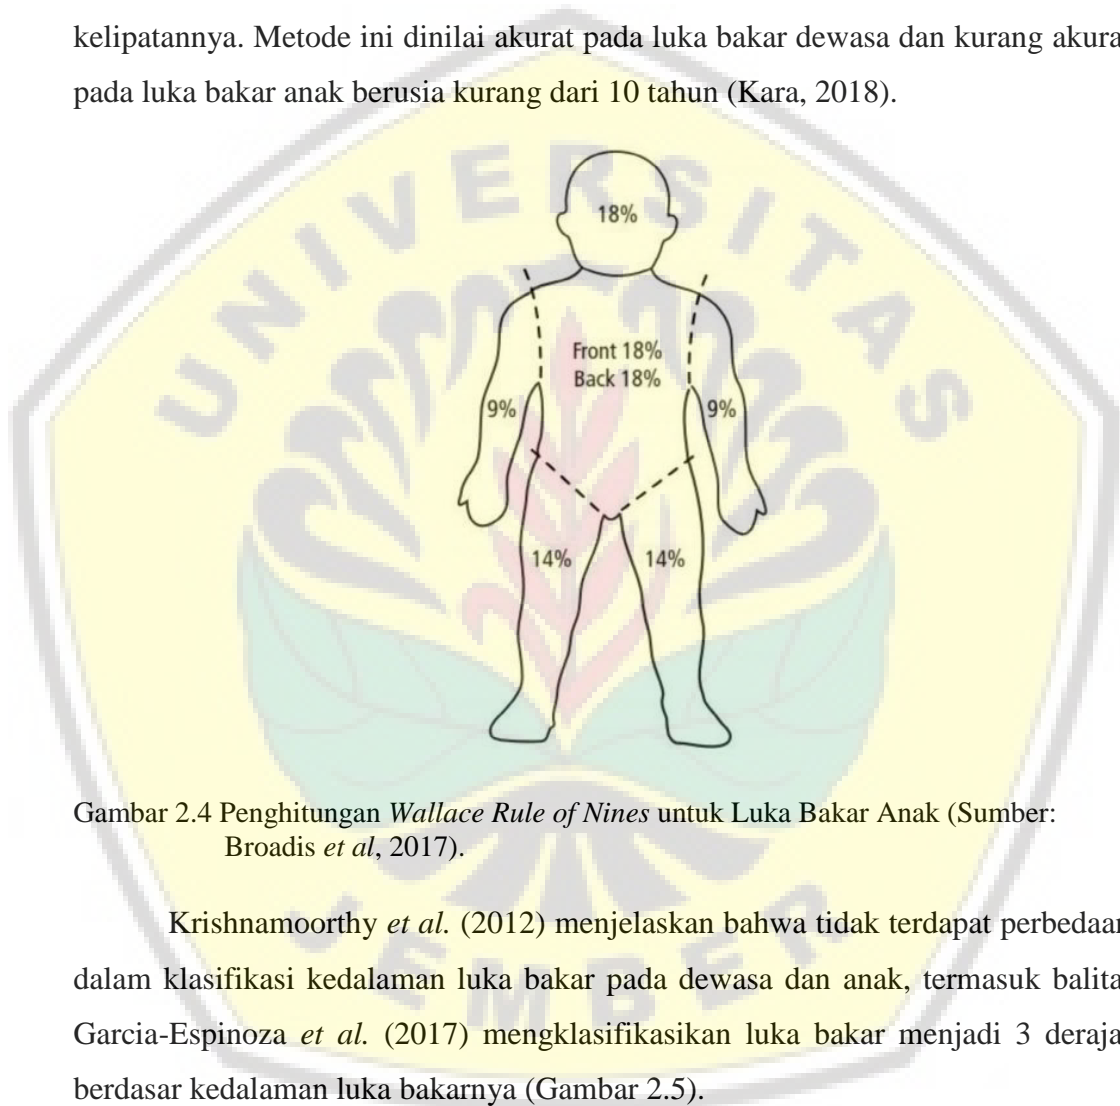 kelipatannya. Metode ini dinilai akurat pada luka bakar dewasa dan kurang akura
pada luka bakar anak berusia kurang dari 10 tahun (Kara, 2018).
UNIVERSITAS
18%
Front 18%
Back 18%
9%
9%
14%
14%
Gambar 2.4 Penghitungan Wallace Rule of Nines untuk Luka Bakar Anak (Sumber:
Broadis et al, 2017).
Krishnamoorthy et al. (2012) menjelaskan bahwa tidak terdapat perbedaan
dalam klasifikasi kedalaman luka bakar pada dewasa dan anak, termasuk balita
Garcia-Espinoza et al. (2017) mengklasifikasikan luka bakar menjadi 3 deraja
berdasar kedalaman luka bakarnya (Gambar 2.5).
JEMBER